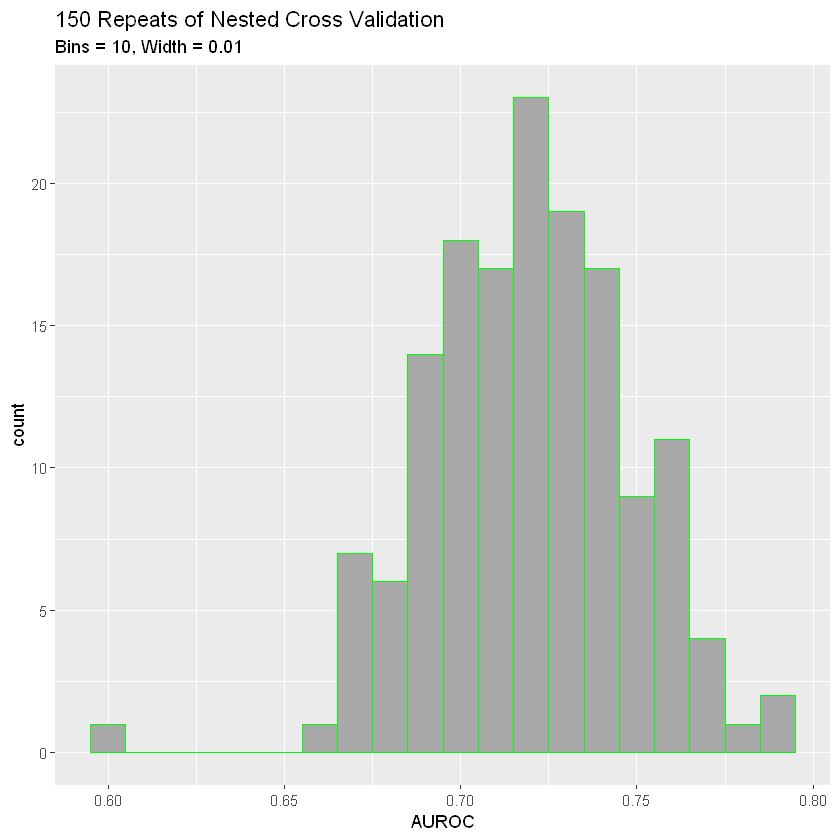 150 Repeats of Nested Cross Validation
Bins = 10, Width = 0.01
20
15
10
5
0
count
0.60 0.65 0.70 0.75 0.80
AUROC